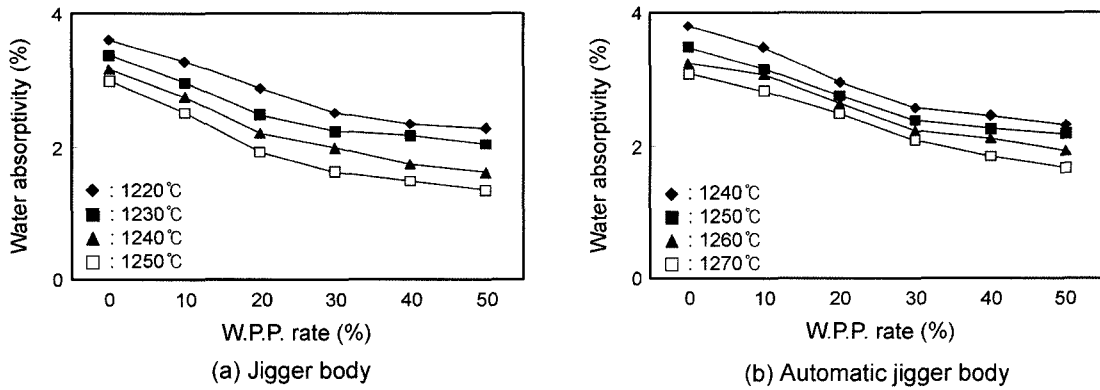 4
2
0
Water absorptivity (%)
◆ : 1220℃
■ : 1230℃
▲ : 1240℃
□ : 1250℃
0 10 20 30 40 50
W.P.P. rate (%)
(a) Jigger body
4
2
0
Water absorptivity (%)
◆ : 1240℃
■ : 1250℃
▲ : 1260℃
□ : 1270℃
0 10 20 30 40 50
W.P.P. rate (%)
(b) Automatic jigger body